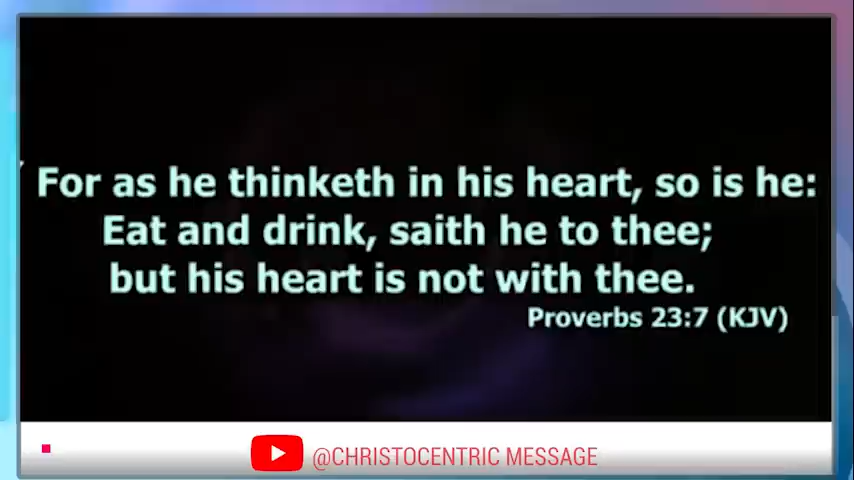 For as he thinketh in his heart, so is he:
Eat and drink, saith he to thee;
but his heart is not with thee.
Proverbs 23:7 (KJV)
@CHRISTOCENTRIC MESSAGE